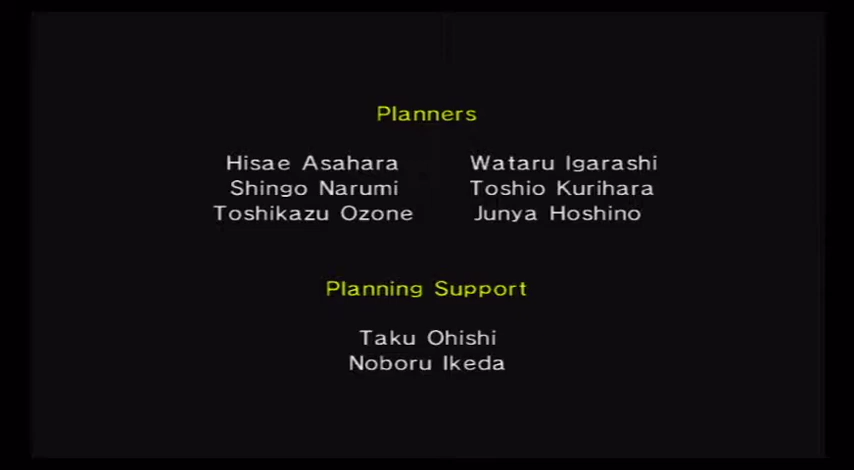 Planners
Hisae Asahara Wataru Igarashi
Shingo Narumi Toshio Kurihara
Toshikazu Ozone Junya Hoshino
Planning Support
Taku Ohishi
Noboru Ikeda